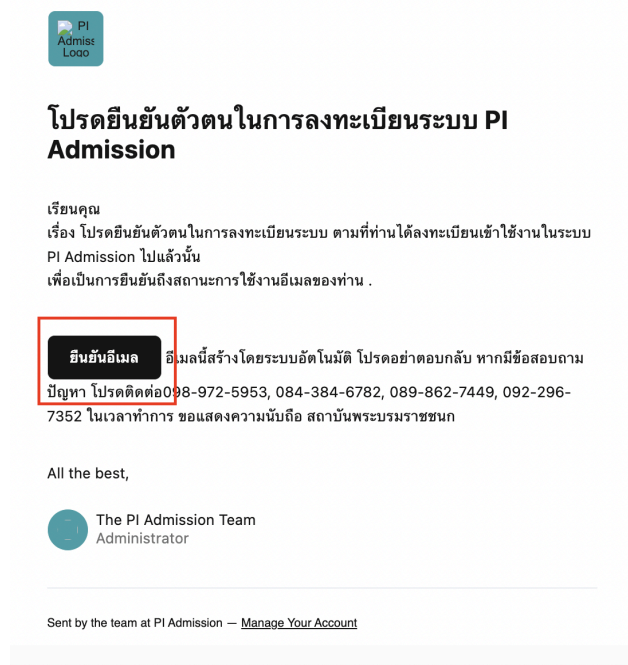 PI
Admiss
Logo
โปรดยืนยันตัวตนในการลงทะเบียนระบบ PI
Admission
เรียนคุณ
เรื่อง โปรดยืนยันตัวตนในการลงทะเบียนระบบ ตามที่ท่านได้ลงทะเบียนเข้าใช้งานในระบบ
PI Admission ไปแล้วนั้น
เพื่อเป็นการยืนยันถึงสถานะการใช้งานอีเมลของท่าน .
ยืนยันอีเมล อีเมลนี้สร้างโดยระบบอัตโนมัติ โปรดอย่าตอบกลับ หากมีข้อสอบถาม
ปัญหา โปรดติดต่อ098-972-5953, 084-384-6782, 089-862-7449, 092-296-
7352 ในเวลาทำการ ขอแสดงความนับถือ สถาบันพระบรมราชชนก
All the best,
The PI Admission Team
Administrator
Sent by the team at PI Admission — Manage Your Account